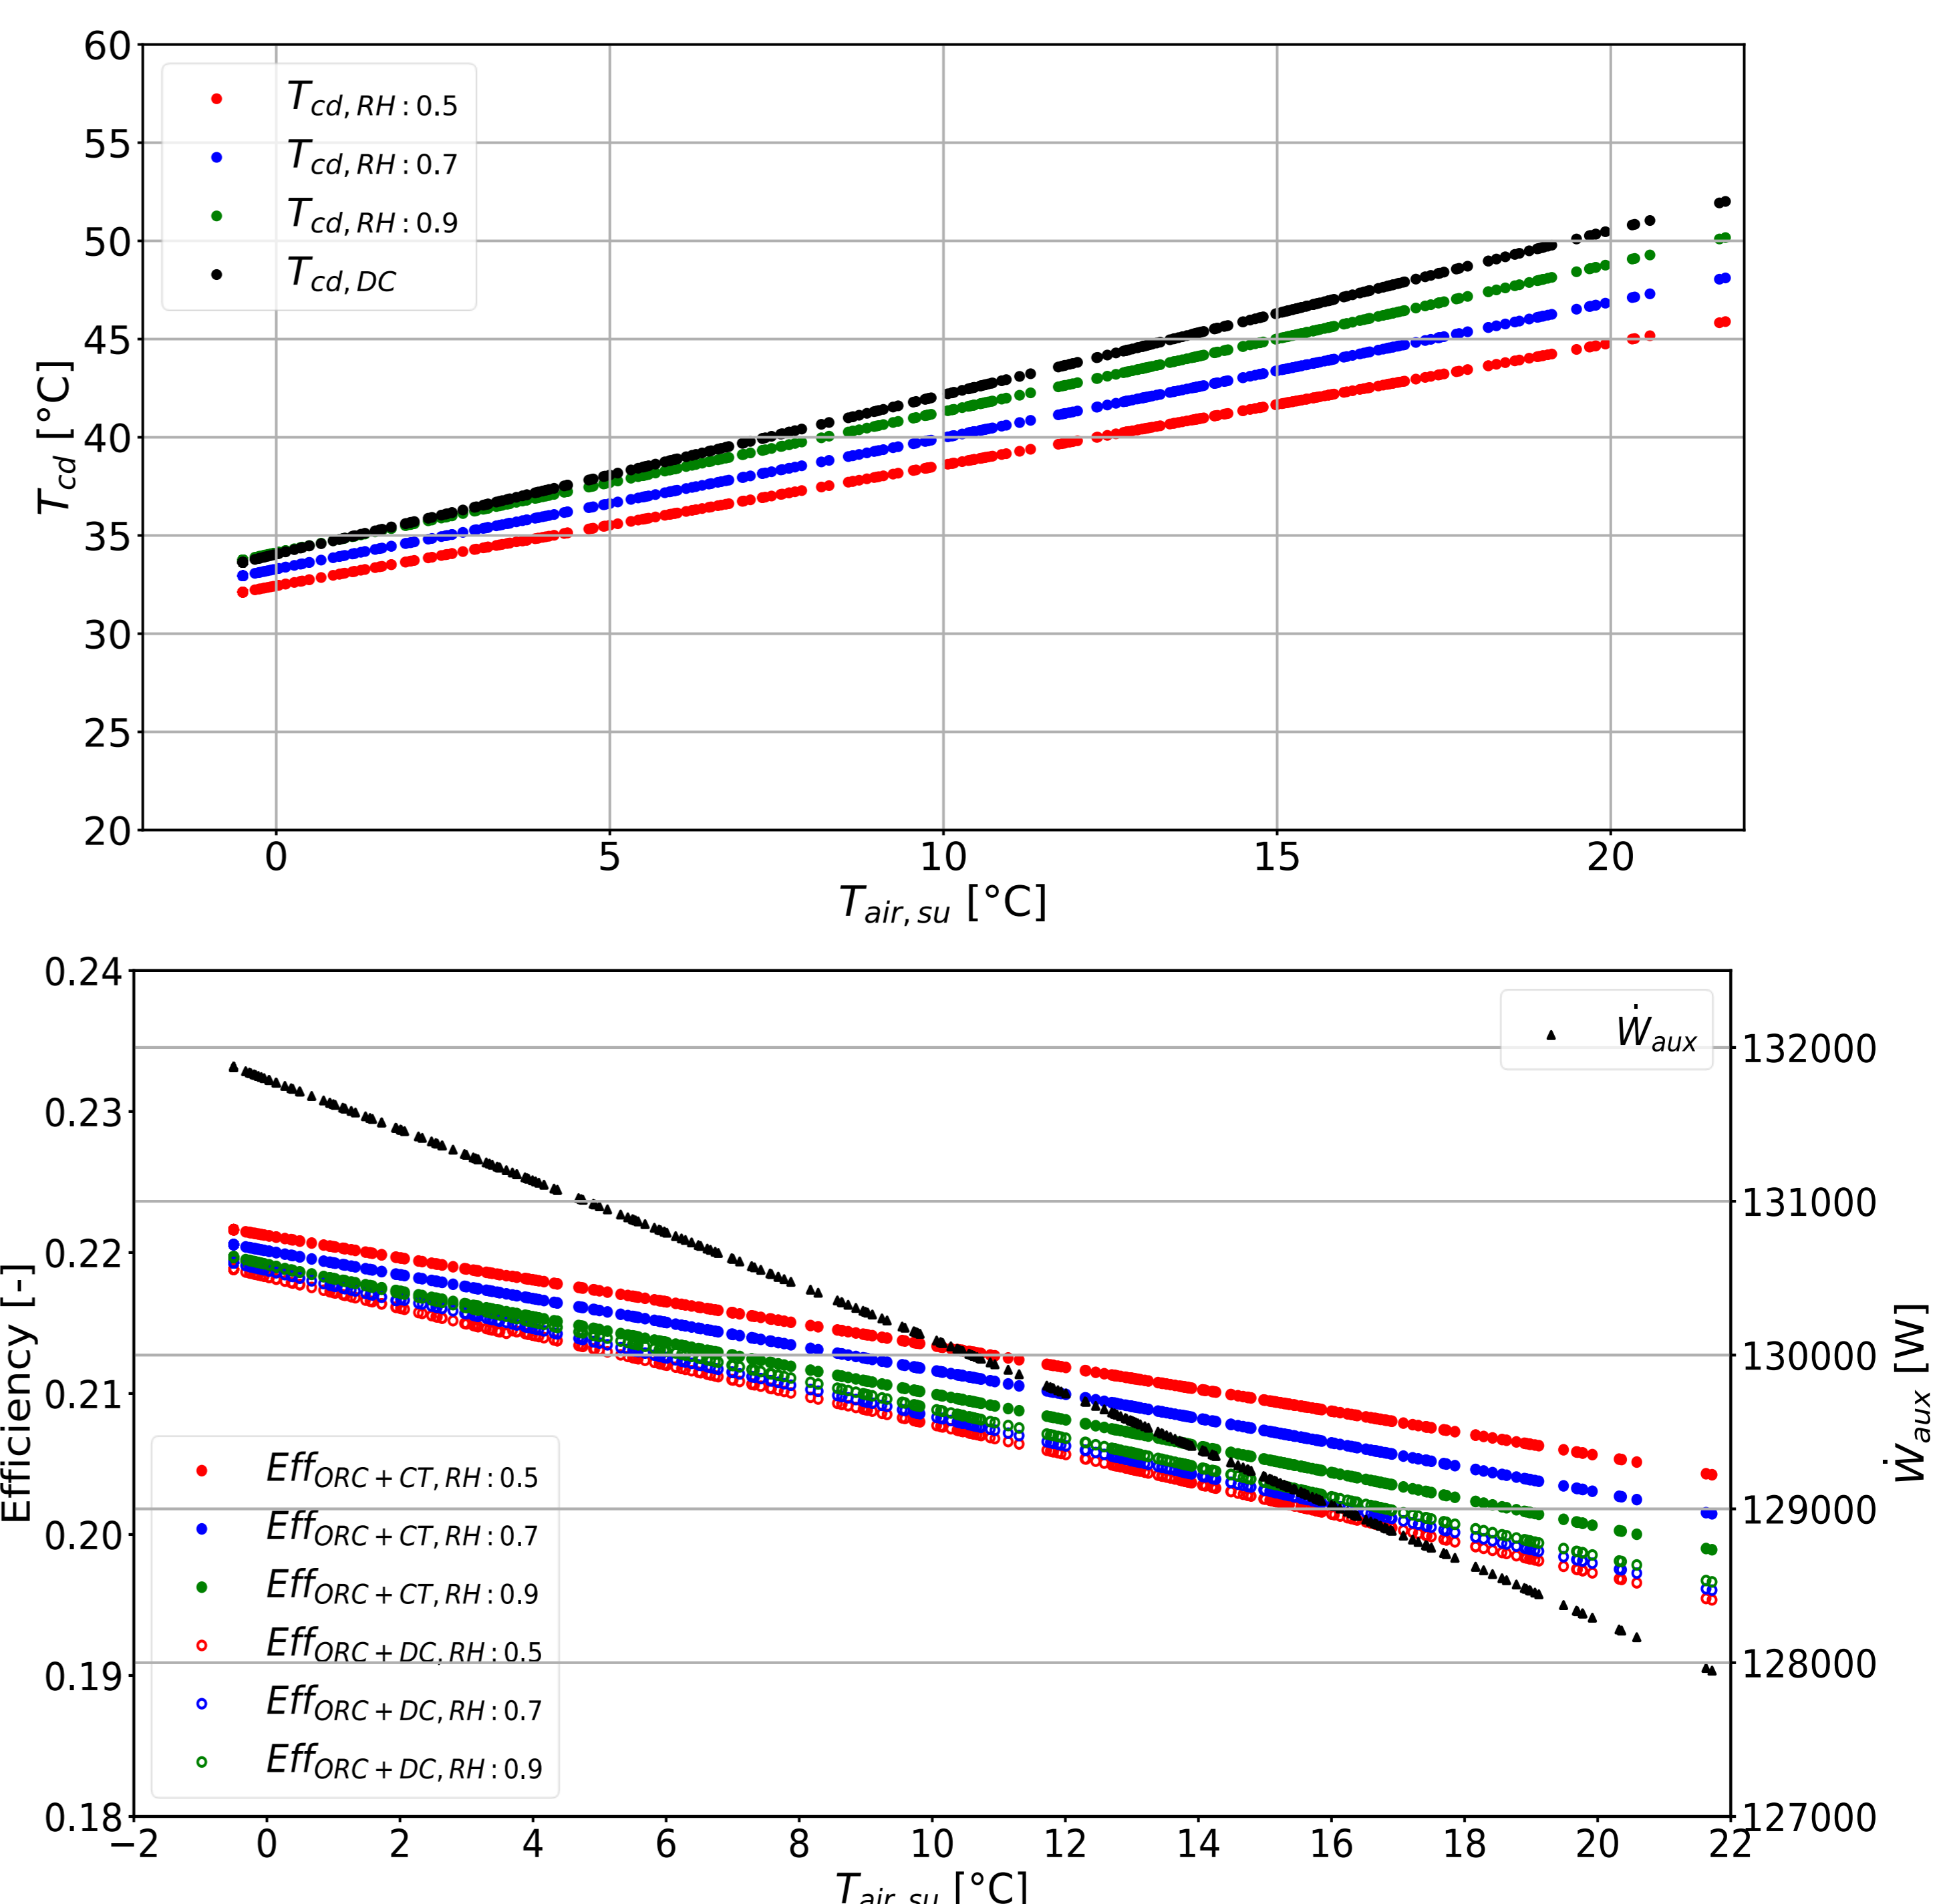 60
55
50
45
40
35
30
25
20
T_cd [°C]
T_cd, RH : 0.5
T_cd, RH : 0.7
T_cd, RH : 0.9
T_cd, DC
0 5 10 15 20
T_air, su [°C]
0.24
0.23
0.22
0.21
0.20
0.19
0.18
Efficiency [-]
Ẇ_aux
132000
131000
130000
129000
128000
127000
Ẇ_aux [W]
Eff_ORC + CT, RH : 0.5
Eff_ORC + CT, RH : 0.7
Eff_ORC + CT, RH : 0.9
Eff_ORC + DC, RH : 0.5
Eff_ORC + DC, RH : 0.7
Eff_ORC + DC, RH : 0.9
−2 0 2 4 6 8 10 12 14 16 18 20 22
T_air, su [°C]